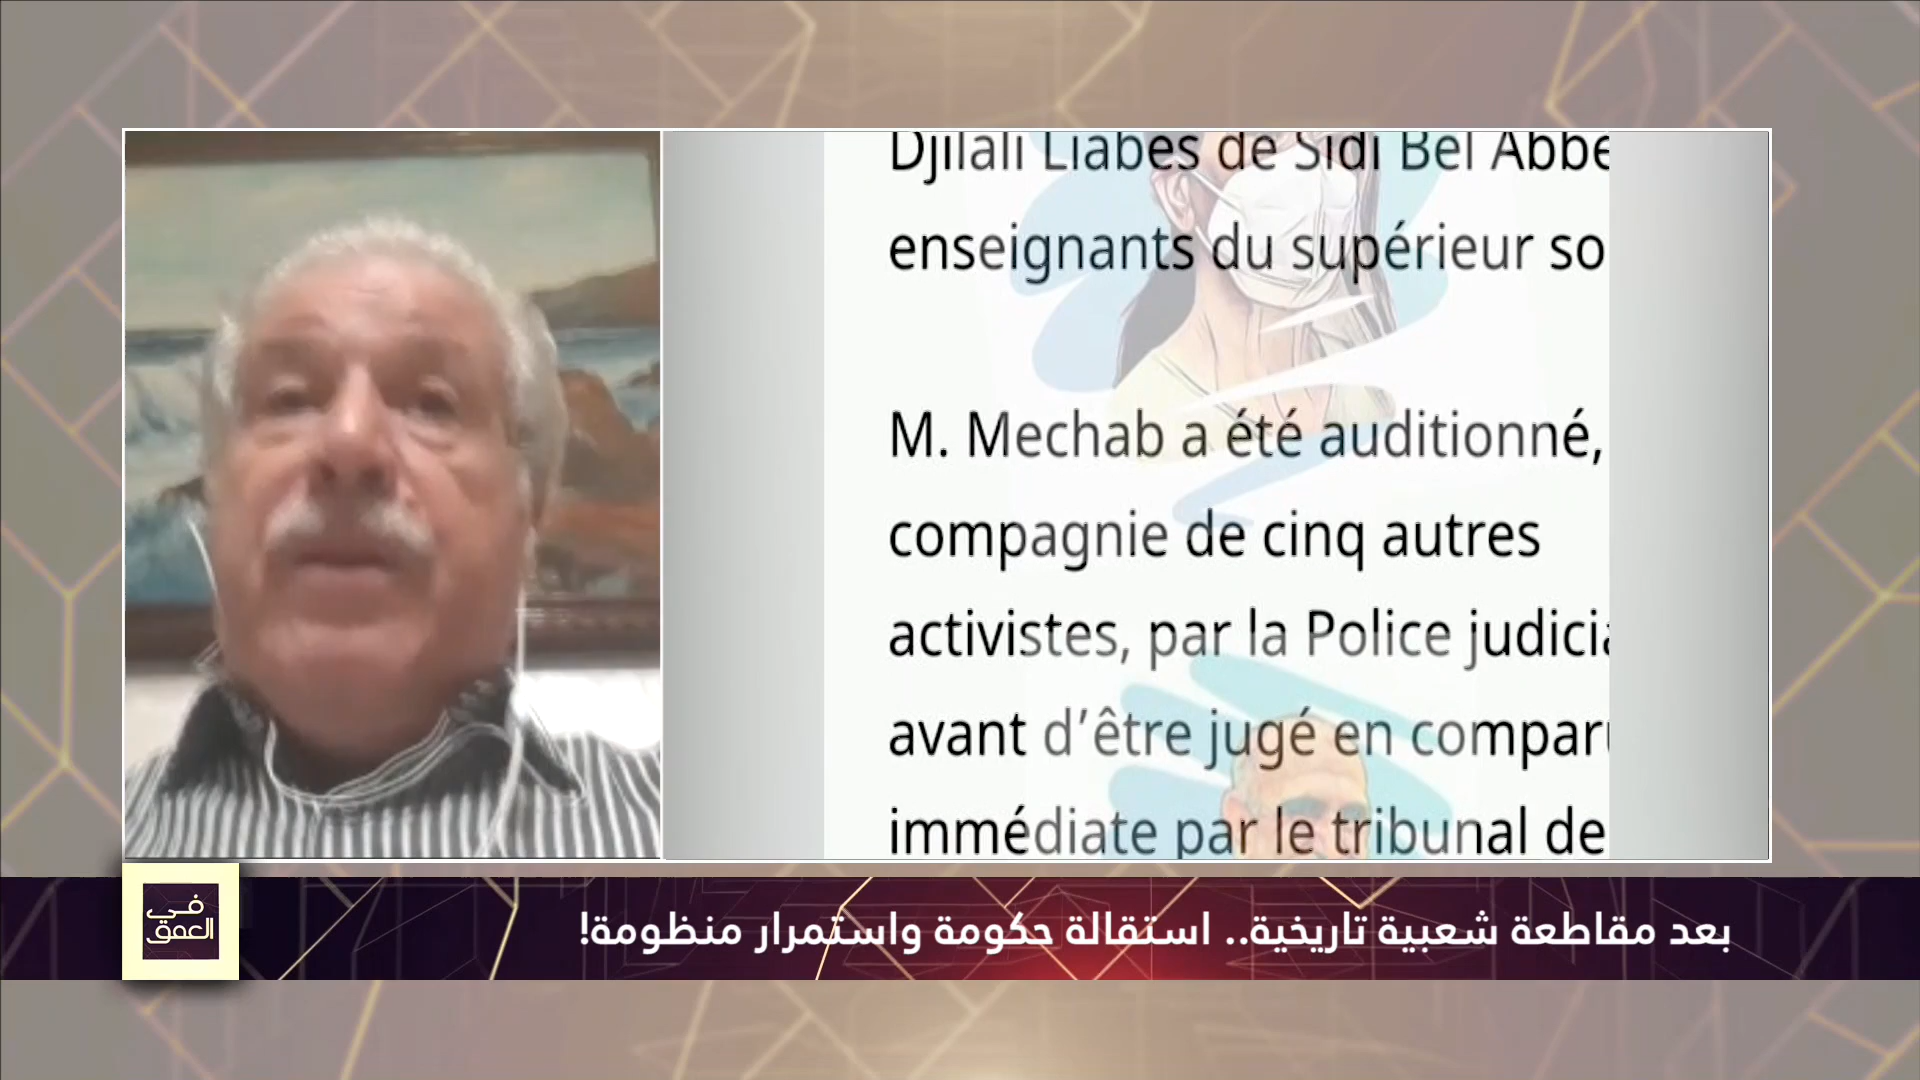 Djilali Liabes de Sidi Bel Abbe
enseignants du supérieur so
M. Mechab a été auditionné,
compagnie de cinq autres
activistes, par la Police judicia
avant d’être jugé en comparu
immédiate par le tribunal de
في
العمق
بعد مقاطعة شعبية تاريخية.. استقالة حكومة واستمرار منظومة!